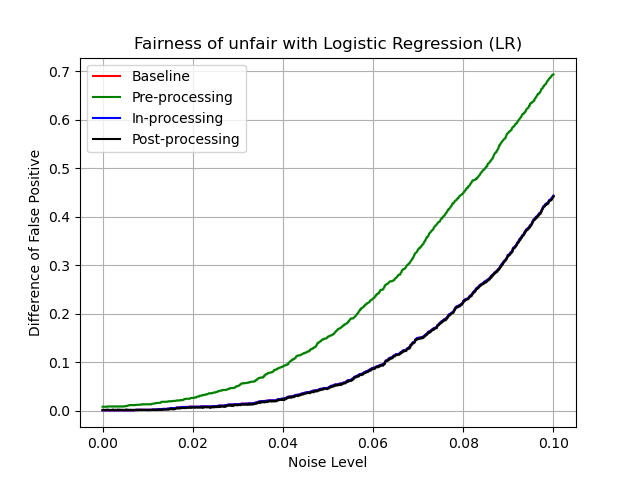 Fairness of unfair with Logistic Regression (LR)
Baseline
Pre-processing
In-processing
Post-processing
Difference of False Positive
0.7
0.6
0.5
0.4
0.3
0.2
0.1
0.0
0.00 0.02 0.04 0.06 0.08 0.10
Noise Level